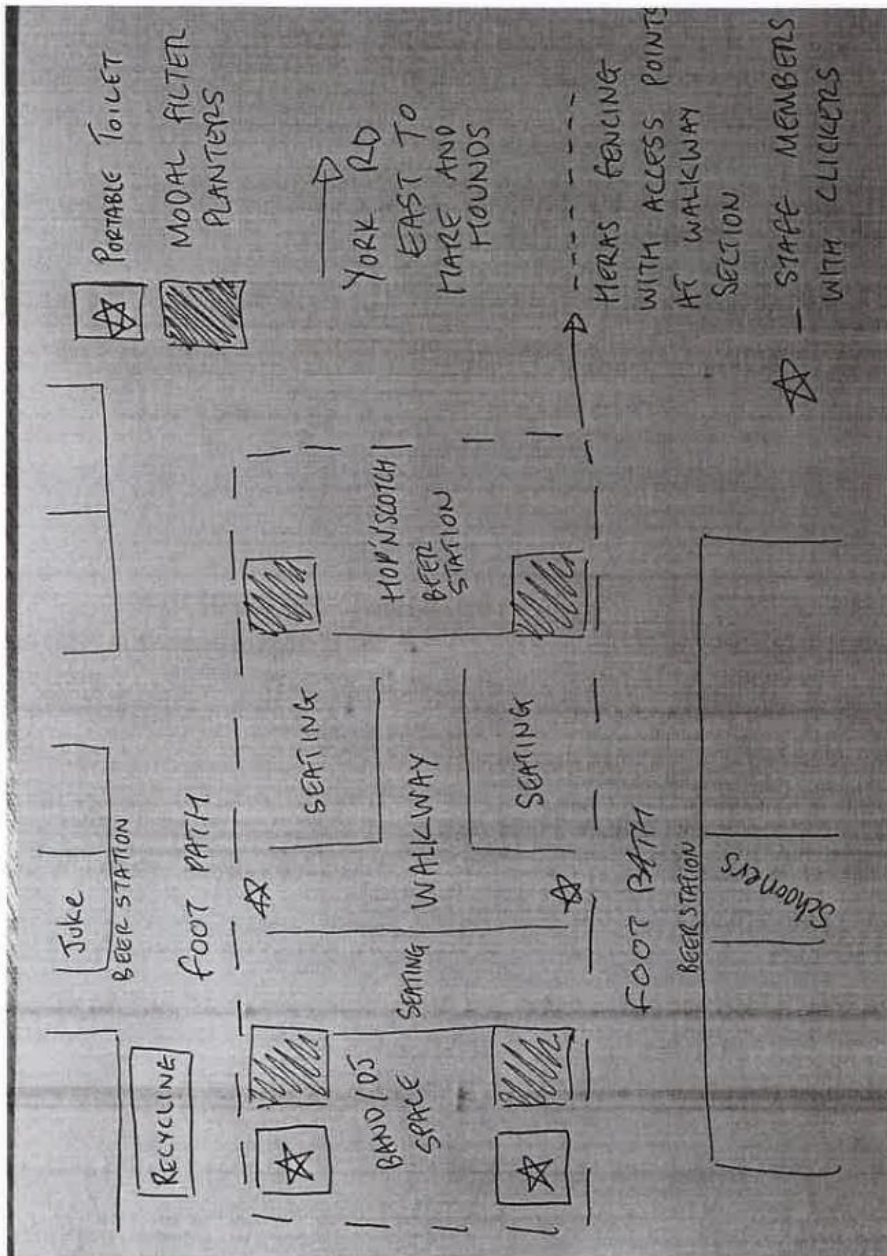 PORTABLE TOILET
MODAL FILTER
PLANTERS
YORK RD
EAST TO
HARE AND
HOUNDS
HERAS FENCING
WITH ACCESS POINTS
AT WALKWAY
SECTION
— STAFF MEMBERS
WITH CLICKERS
RECYCLING
Juke
BEER STATION
FOOT PATH
BAND/DJ
SPACE
SEATING
WALKWAY
SEATING
SEATING
HOP'N'SCOTCH
BEER
STATION
FOOT PATH
BEER STATION
Schooners